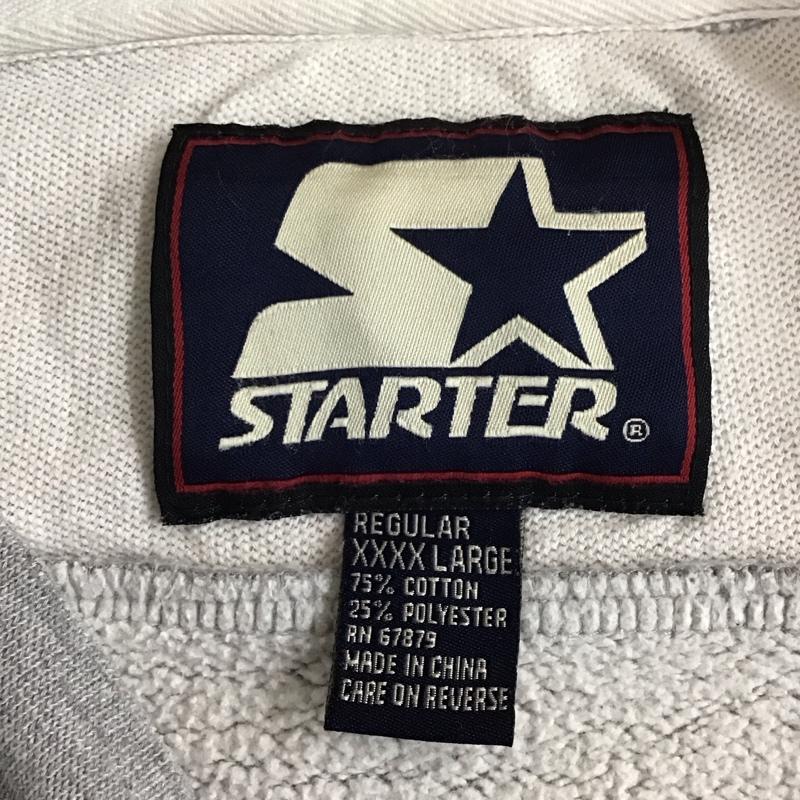 STARTER ®
REGULAR
XXXX LARGE
75% COTTON
25% POLYESTER
RN 67879
MADE IN CHINA
CARE ON REVERSE